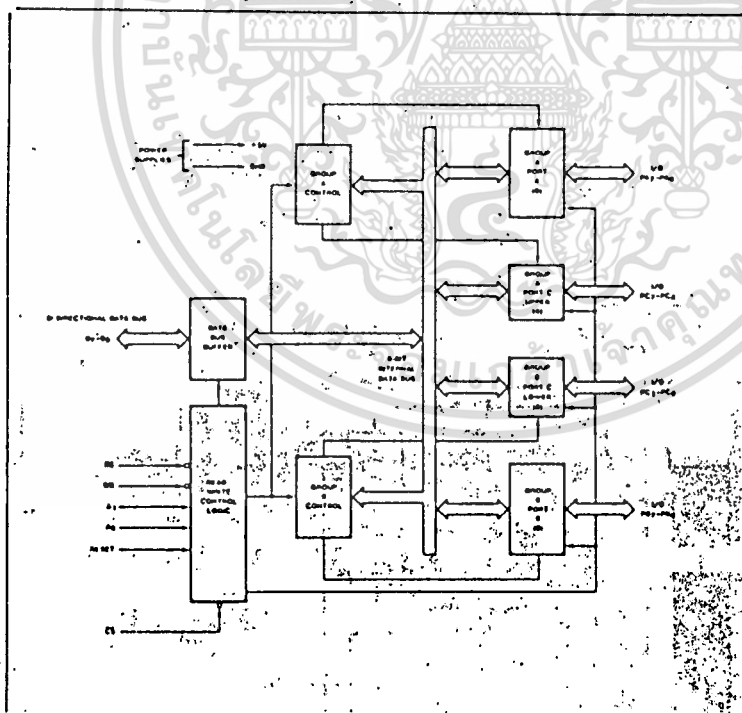 POWER
SUPPLIES
+5V
GND
GROUP
A
CONTROL
GROUP
A
PORT
A
(8)
I/O
PA7-PA0
GROUP
A
PORT C
UPPER
(4)
I/O
PC7-PC4
BI-DIRECTIONAL DATA BUS
D7-D0
DATA
BUS
BUFFER
8-BIT
INTERNAL
DATA BUS
GROUP
B
PORT C
LOWER
(4)
I/O
PC3-PC0
RD
WR
A1
A0
RESET
CS
READ
WRITE
CONTROL
LOGIC
GROUP
B
CONTROL
GROUP
B
PORT
B
(8)
I/O
PB7-PB0